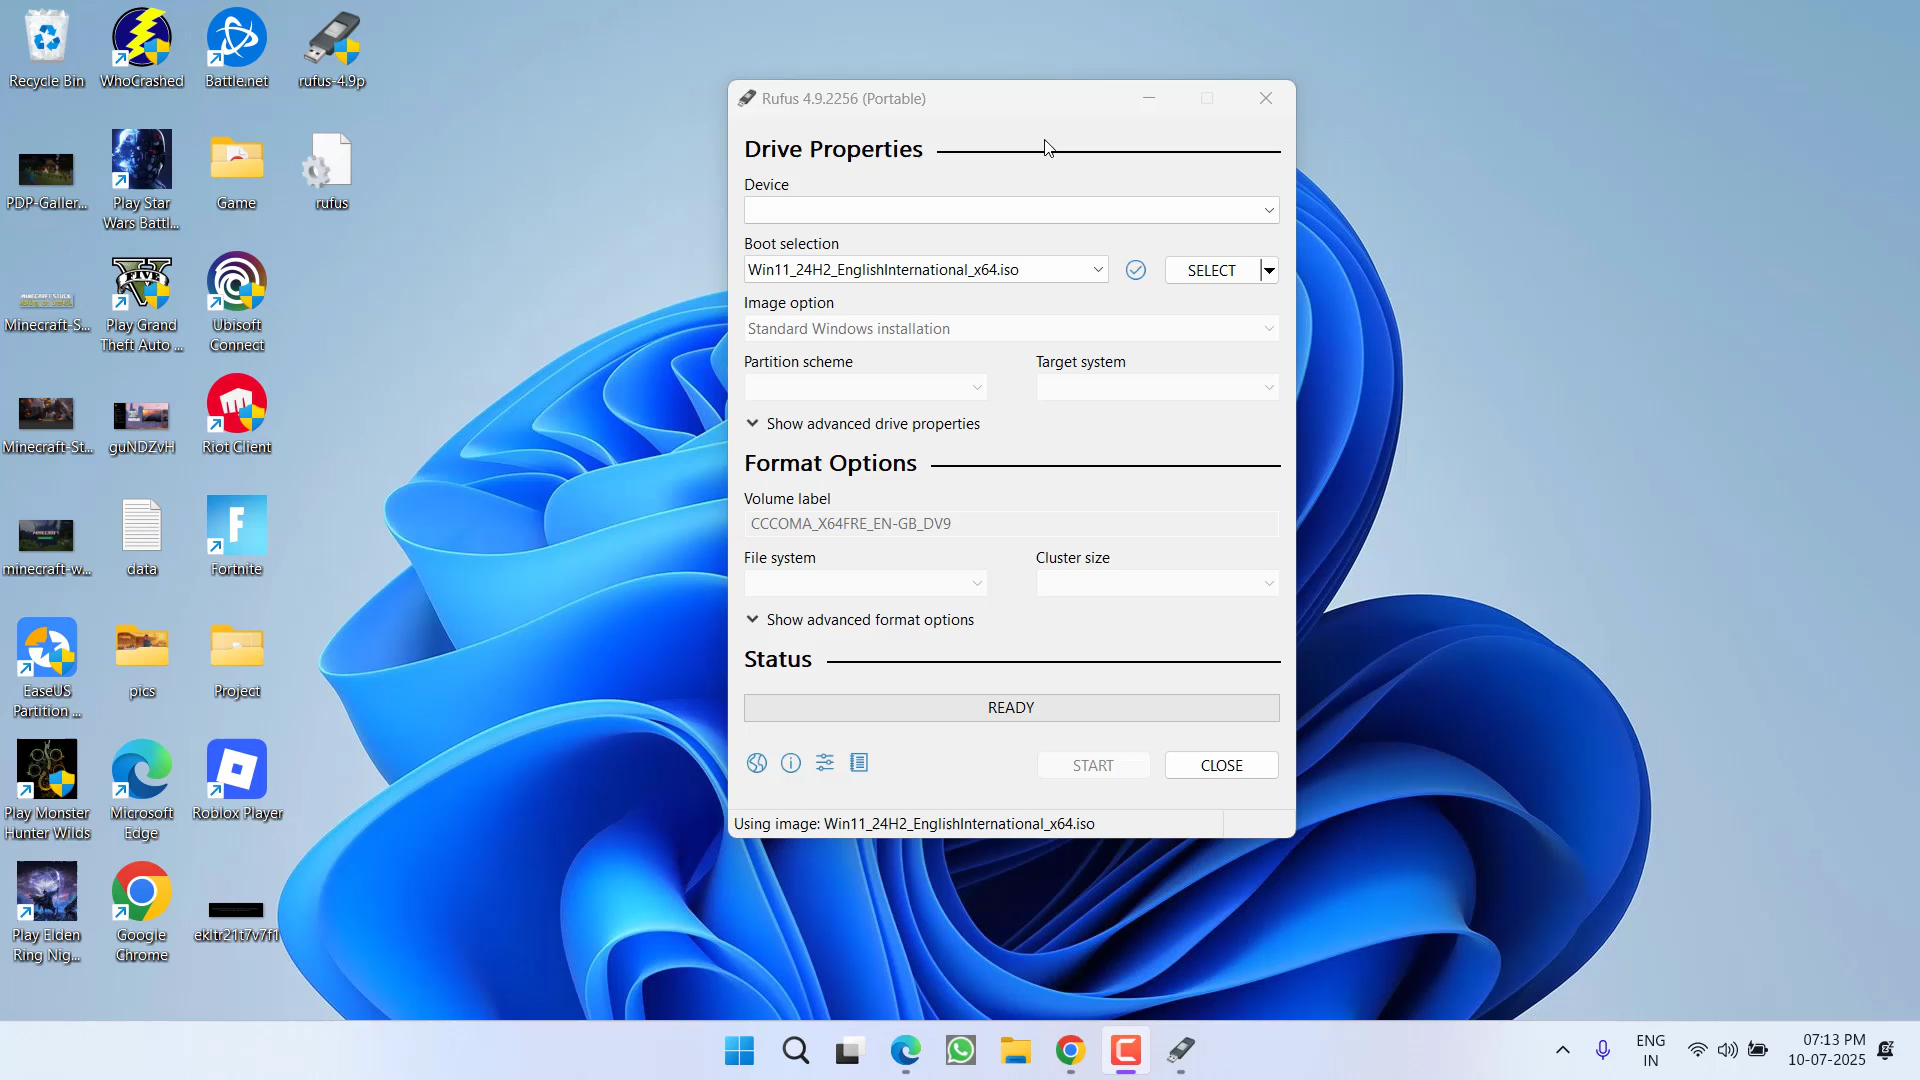 Recycle Bin
WhoCrashed
Battle.net
rufus-4.9p
PDP-Galler...
Play Star
Wars Battl...
Game
rufus
Minecraft-S...
Play Grand
Theft Auto ...
Ubisoft
Connect
Minecraft-St...
guNDZvH
Riot Client
minecraft-w...
data
Fortnite
EaseUS
Partition ...
pics
Project
Play Monster
Hunter Wilds
Microsoft
Edge
Roblox Player
Play Elden
Ring Nig...
Google
Chrome
ekltr21t7v7f1
Rufus 4.9.2256 (Portable)
Drive Properties
Device
Boot selection
Win11_24H2_EnglishInternational_x64.iso
SELECT
Image option
Standard Windows installation
Partition scheme
Target system
Show advanced drive properties
Format Options
Volume label
CCCOMA_X64FRE_EN-GB_DV9
File system
Cluster size
Show advanced format options
Status
READY
START
CLOSE
Using image: Win11_24H2_EnglishInternational_x64.iso
ENG
IN
07:13 PM
10-07-2025